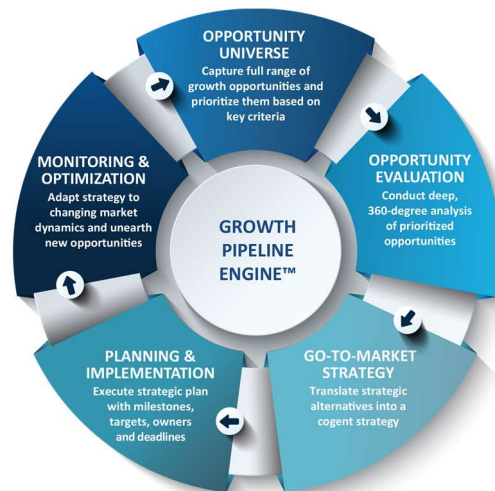 OPPORTUNITY
UNIVERSE
Capture full range of
growth opportunities and
prioritize them based on
key criteria
OPPORTUNITY
EVALUATION
Conduct deep,
360-degree analysis
of prioritized
opportunities
GO-TO-MARKET
STRATEGY
Translate strategic
alternatives into a
cogent strategy
PLANNING &
IMPLEMENTATION
Execute strategic plan
with milestones,
targets, owners
and deadlines
MONITORING &
OPTIMIZATION
Adapt strategy to
changing market
dynamics and unearth
new opportunities
GROWTH
PIPELINE
ENGINE™